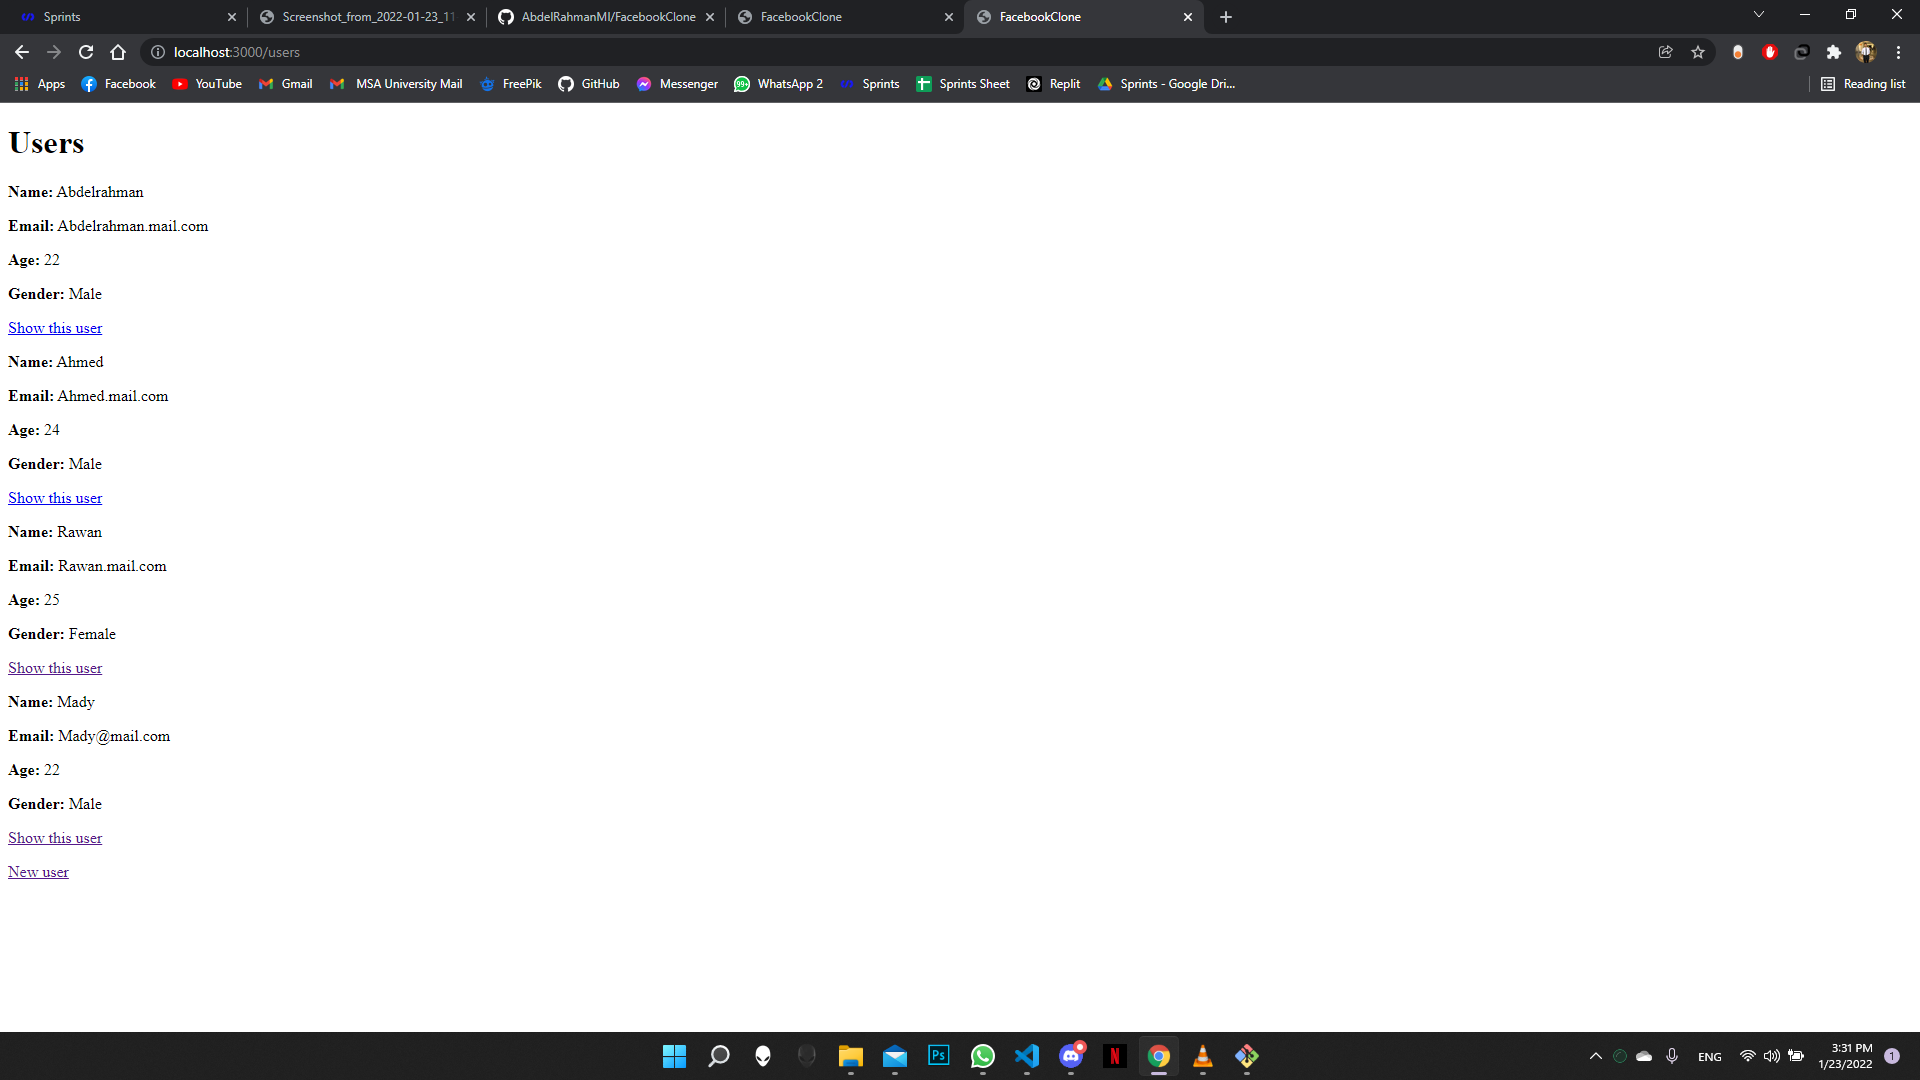 Sprints
Screenshot_from_2022-01-23_11
AbdelRahmanMI/FacebookClone
FacebookClone
FacebookClone
localhost:3000/users
Apps
Facebook
YouTube
Gmail
MSA University Mail
FreePik
GitHub
Messenger
99+
WhatsApp 2
Sprints
Sprints Sheet
Replit
Sprints - Google Dri...
Reading list
Users
Name: Abdelrahman
Email: Abdelrahman.mail.com
Age: 22
Gender: Male
Show this user
Name: Ahmed
Email: Ahmed.mail.com
Age: 24
Gender: Male
Show this user
Name: Rawan
Email: Rawan.mail.com
Age: 25
Gender: Female
Show this user
Name: Mady
Email: Mady@mail.com
Age: 22
Gender: Male
Show this user
New user
Ps
N
ENG
3:31 PM
1/23/2022
1